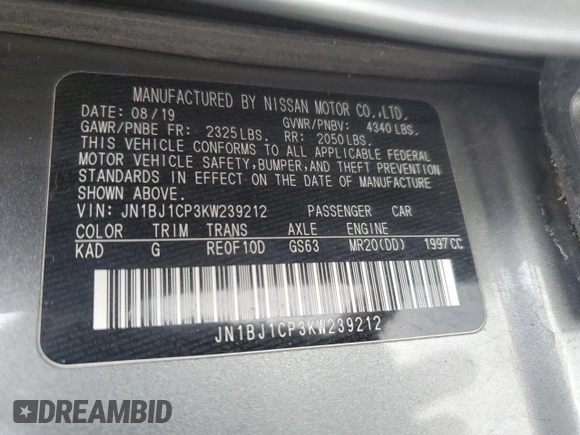 MANUFACTURED BY NISSAN MOTOR CO.,LTD.
DATE: 08/19 GVWR/PNBV: 4340 LBS.
GAWR/PNBE FR: 2325 LBS. RR: 2050 LBS.
THIS VEHICLE CONFORMS TO ALL APPLICABLE FEDERAL
MOTOR VEHICLE SAFETY, BUMPER, AND THEFT PREVENTION
STANDARDS IN EFFECT ON THE DATE OF MANUFACTURE
SHOWN ABOVE.
VIN: JN1BJ1CP3KW239212 PASSENGER CAR
COLOR TRIM TRANS AXLE ENGINE
KAD G RE0F10D GS63 MR20(DD) 1997CC
JN1BJ1CP3KW239212
DREAMBID